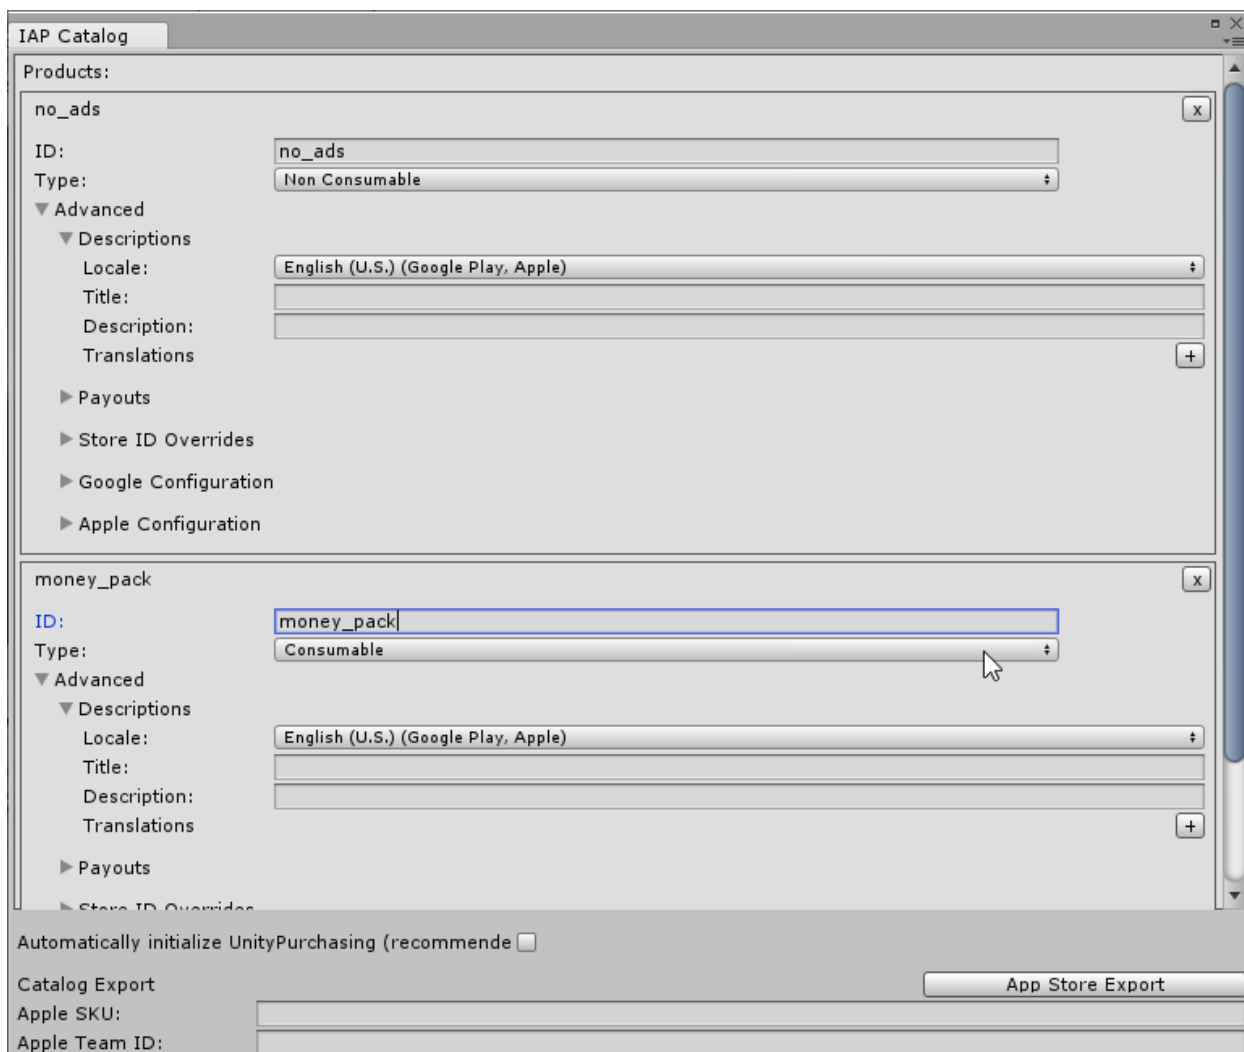 IAP Catalog
Products:
no_ads
x
ID: no_ads
Type: Non Consumable
Advanced
Descriptions
Locale: English (U.S.) (Google Play, Apple)
Title:
Description:
Translations +
Payouts
Store ID Overrides
Google Configuration
Apple Configuration
money_pack
x
ID: money_pack
Type: Consumable
Advanced
Descriptions
Locale: English (U.S.) (Google Play, Apple)
Title:
Description:
Translations +
Payouts
Store ID Overrides
Automatically initialize UnityPurchasing (recommende
Catalog Export App Store Export
Apple SKU:
Apple Team ID: